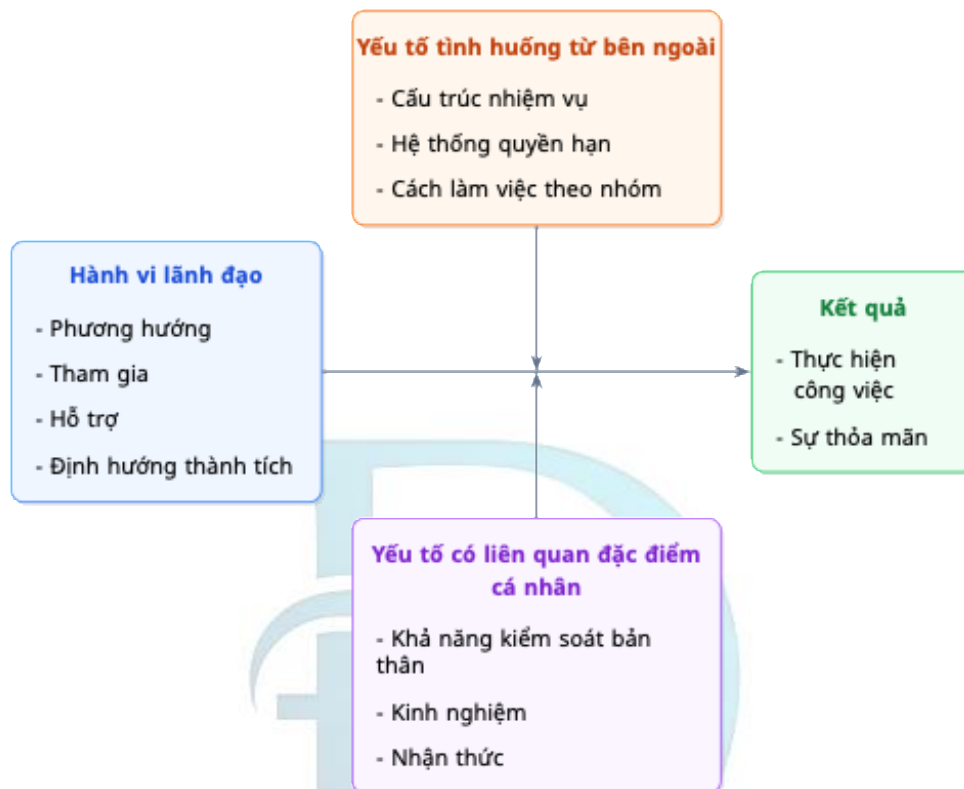 Yếu tố tình huống từ bên ngoài
- Cấu trúc nhiệm vụ
- Hệ thống quyền hạn
- Cách làm việc theo nhóm
Hành vi lãnh đạo
- Phương hướng
- Tham gia
- Hỗ trợ
- Định hướng thành tích
Kết quả
- Thực hiện
công việc
- Sự thỏa mãn
Yếu tố có liên quan đặc điểm
cá nhân
- Khả năng kiểm soát bản
thân
- Kinh nghiệm
- Nhận thức